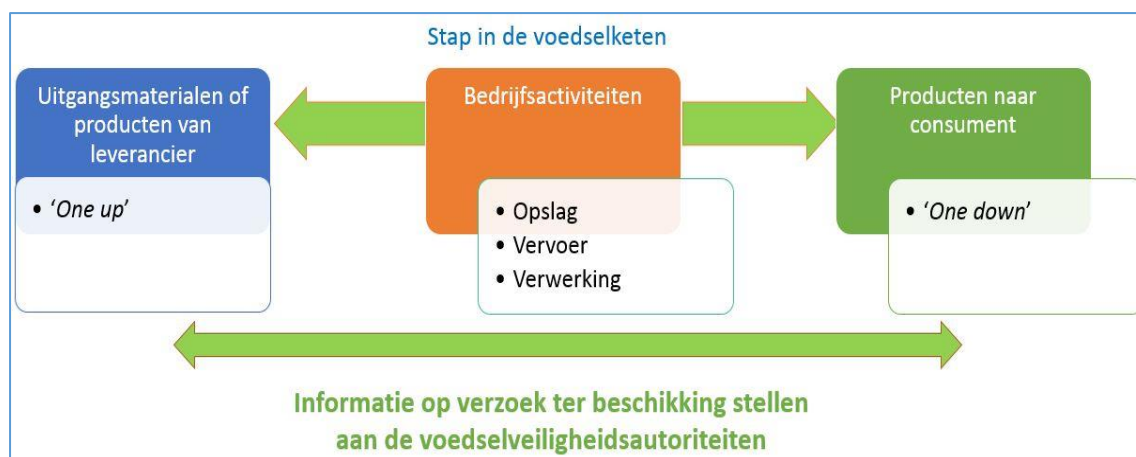 Stap in de voedselketen
Uitgangsmaterialen of
producten van
leverancier
• ‘One up’
Bedrijfsactiviteiten
• Opslag
• Vervoer
• Verwerking
Producten naar
consument
• ‘One down’
Informatie op verzoek ter beschikking stellen
aan de voedselveiligheidsautoriteiten